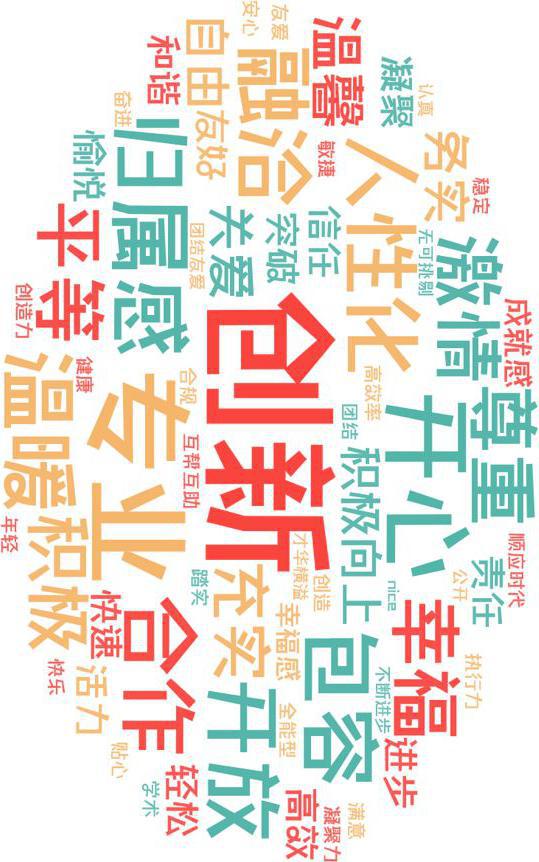 友爱
安心
自由
友好
温馨
融洽
凝聚
认真
和谐
奋进
归属感
愉悦
敏捷
务实
稳定
人性化
信任
突破
关爱
团结友爱
无可挑剔
激情
成就感
平等
创造力
创新
高效率
尊重
开心
团结
健康
合规
专业
温暖
互帮互助
积极向上
年轻
积极
才华横溢
创造
顺应时代
责任
公开
nice
踏实
充实
幸福感
快速
合作
幸福
包容
不断进步
执行力
快乐
活力
开放
全能型
进步
贴心
轻松
学术
高效
凝聚力
满意